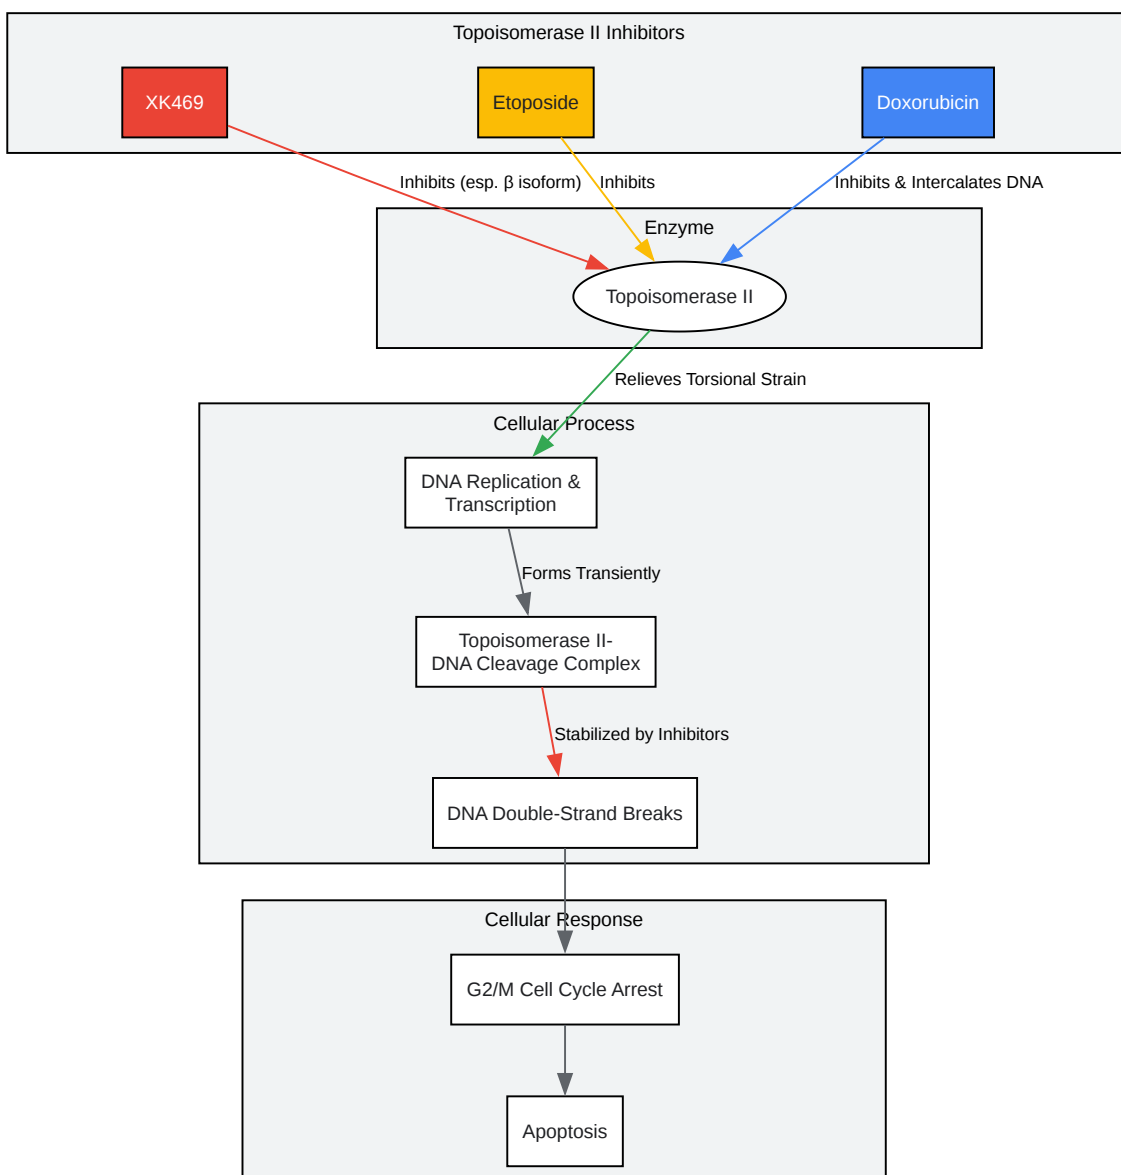 Topoisomerase II Inhibitors
XK469
Etoposide
Doxorubicin
Inhibits (esp. β isoform)
Inhibits
Inhibits & Intercalates DNA
Enzyme
Topoisomerase II
Relieves Torsional Strain
Cellular Process
DNA Replication &
Transcription
Forms Transiently
Topoisomerase II-
DNA Cleavage Complex
Stabilized by Inhibitors
DNA Double-Strand Breaks
Cellular Response
G2/M Cell Cycle Arrest
Apoptosis